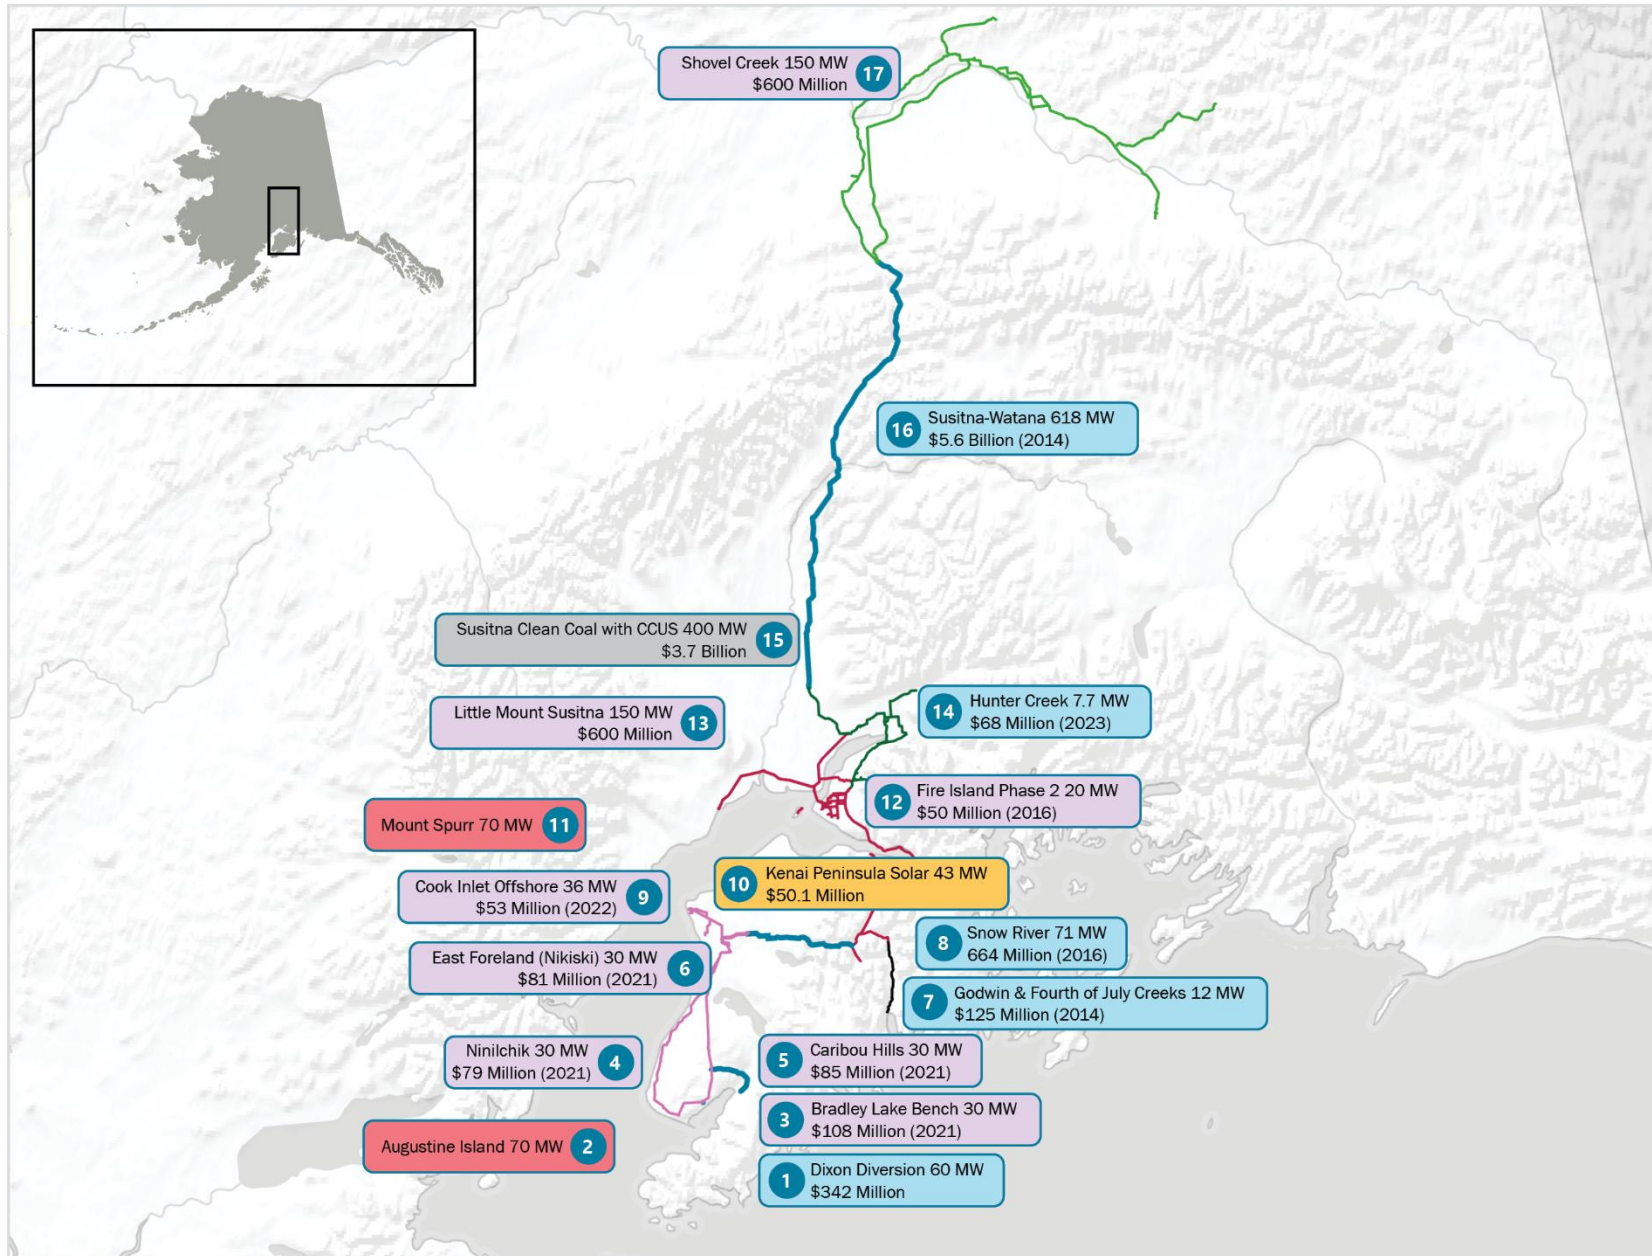 Shovel Creek 150 MW
$600 Million
17
16
Susitna-Watana 618 MW
$5.6 Billion (2014)
Susitna Clean Coal with CCUS 400 MW
$3.7 Billion
15
Little Mount Susitna 150 MW
$600 Million
13
14
Hunter Creek 7.7 MW
$68 Million (2023)
12
Fire Island Phase 2 20 MW
$50 Million (2016)
Mount Spurr 70 MW
11
10
Kenai Peninsula Solar 43 MW
$50.1 Million
Cook Inlet Offshore 36 MW
$53 Million (2022)
9
8
Snow River 71 MW
664 Million (2016)
East Foreland (Nikiski) 30 MW
$81 Million (2021)
6
7
Godwin & Fourth of July Creeks 12 MW
$125 Million (2014)
Ninilchik 30 MW
$79 Million (2021)
4
5
Caribou Hills 30 MW
$85 Million (2021)
3
Bradley Lake Bench 30 MW
$108 Million (2021)
Augustine Island 70 MW
2
1
Dixon Diversion 60 MW
$342 Million